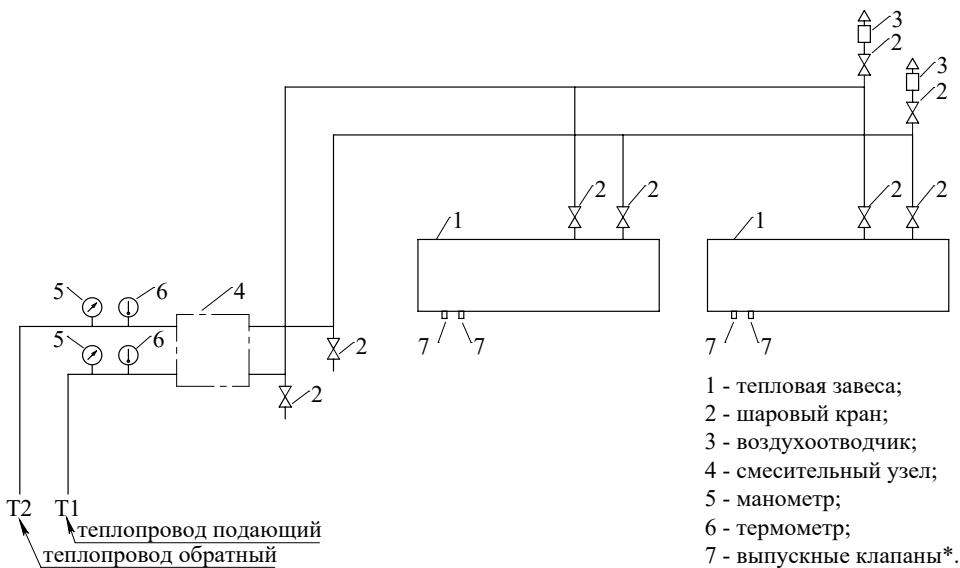 3
2
3
2
2
2
2
2
1
1
5
6
4
5
6
2
2
7
7
7
7
1 - тепловая завеса;
2 - шаровый кран;
3 - воздухоотводчик;
4 - смесительный узел;
5 - манометр;
6 - термометр;
7 - выпускные клапаны*.
Т2
Т1
теплопровод подающий
теплопровод обратный